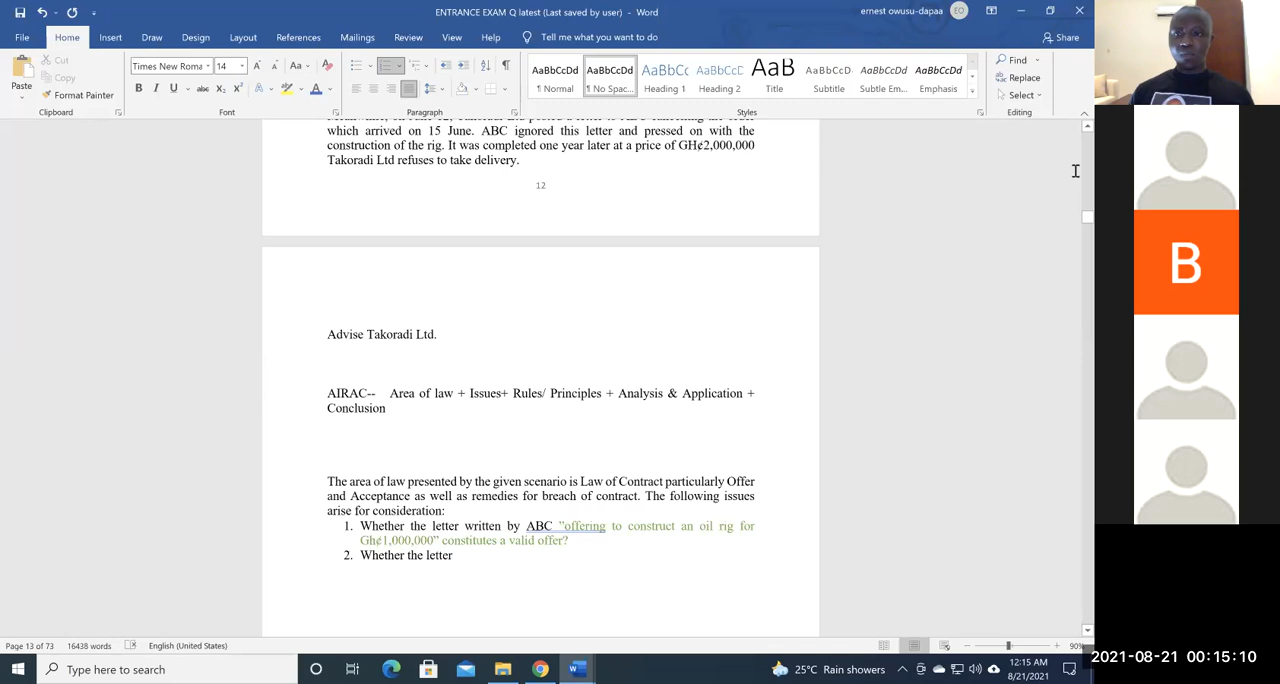 ENTRANCE EXAM Q latest (Last saved by user) - Word
ernest owusu-dapaa EO
File Home Insert Draw Design Layout References Mailings Review View Help Tell me what you want to do Share
Paste
Cut
Copy
Format Painter
Clipboard
Times New Roma 14
Font
Paragraph
AaBbCcDd AaBbCcDd AaBbCc AaBbCcD AaB AaBbCcD AaBbCcDd AaBbCcDd
¶ Normal ¶ No Spac... Heading 1 Heading 2 Title Subtitle Subtle Em... Emphasis
Styles
Find
Replace
Select
Editing
which arrived on 15 June. ABC ignored this letter and pressed on with the
construction of the rig. It was completed one year later at a price of GH¢2,000,000
Takoradi Ltd refuses to take delivery.
12
Advise Takoradi Ltd.
AIRAC-- Area of law + Issues+ Rules/ Principles + Analysis & Application +
Conclusion
The area of law presented by the given scenario is Law of Contract particularly Offer
and Acceptance as well as remedies for breach of contract. The following issues
arise for consideration:
1. Whether the letter written by ABC ”offering to construct an oil rig for
Gh¢1,000,000” constitutes a valid offer?
2. Whether the letter
B
Page 13 of 73 16438 words English (United States) 90%
Type here to search
25°C Rain showers
12:15 AM
8/21/2021
2021-08-21 00:15:10